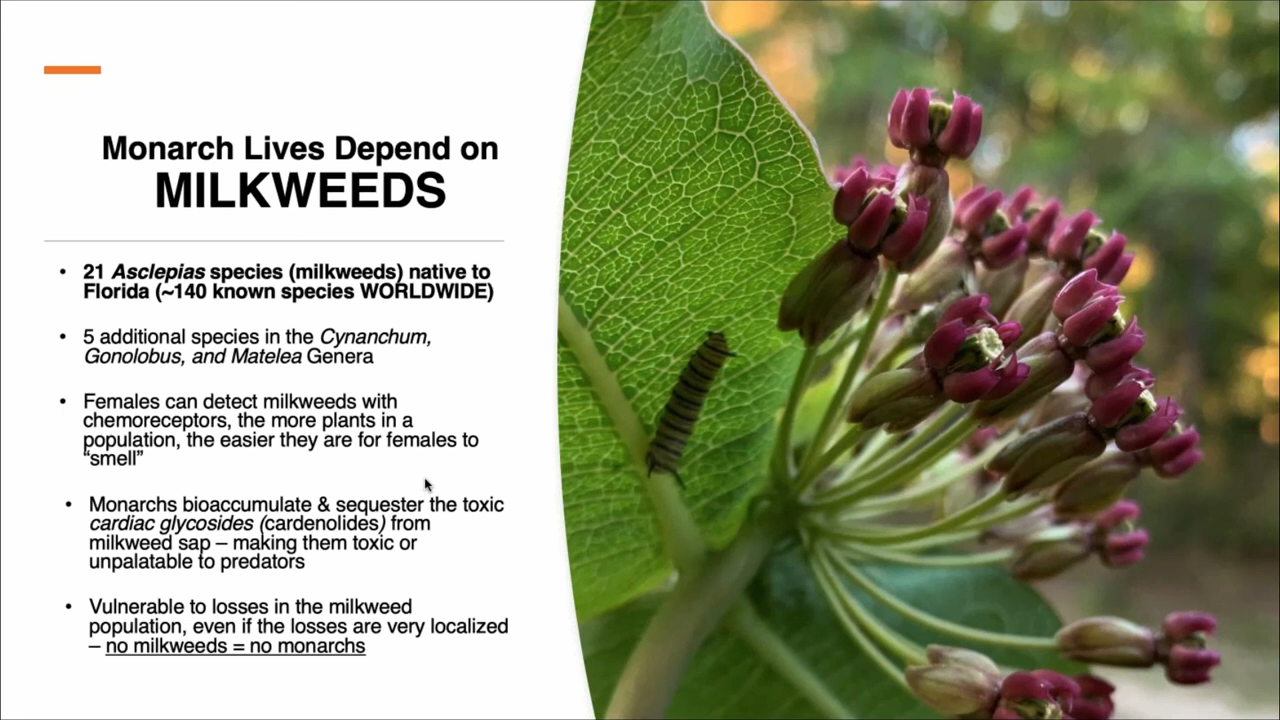 Monarch Lives Depend on
MILKWEEDS
• 21 Asclepias species (milkweeds) native to
Florida (~140 known species WORLDWIDE)
• 5 additional species in the Cynanchum,
Gonolobus, and Matelea Genera
• Females can detect milkweeds with
chemoreceptors, the more plants in a
population, the easier they are for females to
“smell”
• Monarchs bioaccumulate & sequester the toxic
cardiac glycosides (cardenolides) from
milkweed sap – making them toxic or
unpalatable to predators
• Vulnerable to losses in the milkweed
population, even if the losses are very localized
– no milkweeds = no monarchs